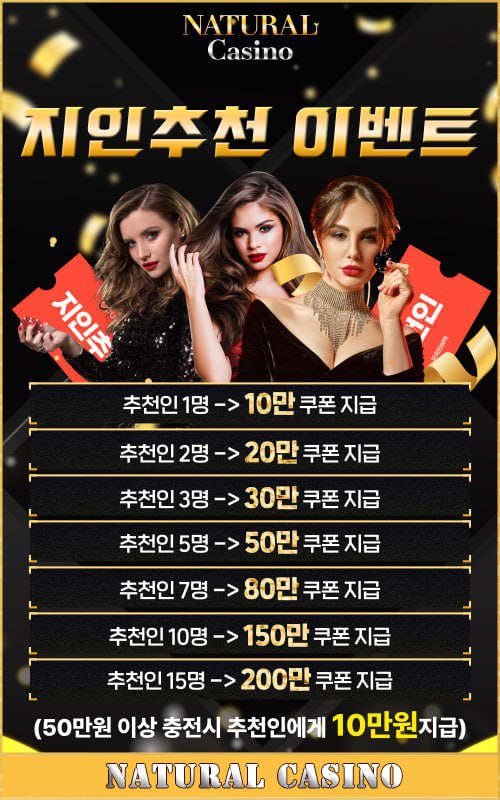 NATURAL
Casino
지인추천 이벤트
지인추
천인
추천인 1명 -> 10만 쿠폰 지급
추천인 2명 -> 20만 쿠폰 지급
추천인 3명 -> 30만 쿠폰 지급
추천인 5명 -> 50만 쿠폰 지급
추천인 7명 -> 80만 쿠폰 지급
추천인 10명 -> 150만 쿠폰 지급
추천인 15명 -> 200만 쿠폰 지급
(50만원 이상 충전시 추천인에게 10만원지급)
NATURAL CASINO